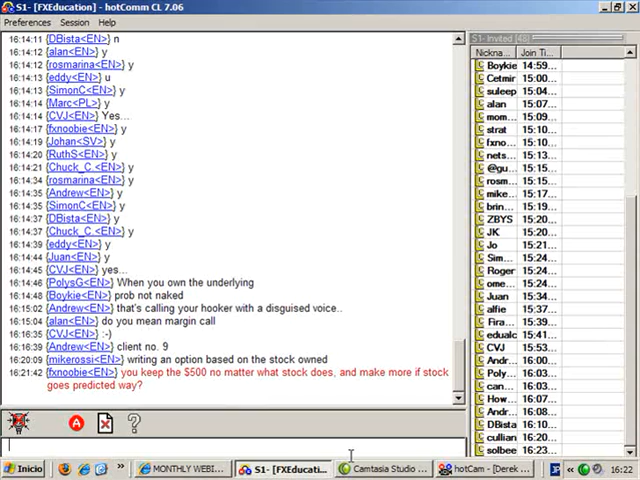 S1- [FXEducation] - hotComm CL 7.06
Preferences Session Help
16:14:11 {DBista<EN>} n
16:14:12 {alan<EN>} y
16:14:12 {rosmarina<EN>} y
16:14:13 {eddy<EN>} u
16:14:13 {SimonC<EN>} y
16:14:14 {Marc<PL>} y
16:14:14 {CVJ<EN>} Yes...
16:14:17 {fxnoobie<EN>} y
16:14:19 {Johan<SV>} y
16:14:20 {RuthS<EN>} y
16:14:21 {Chuck_C.<EN>} y
16:14:34 {rosmarina<EN>} y
16:14:35 {Andrew<EN>} y
16:14:35 {SimonC<EN>} y
16:14:37 {DBista<EN>} y
16:14:37 {Chuck_C.<EN>} y
16:14:39 {eddy<EN>} y
16:14:44 {Juan<EN>} y
16:14:45 {CVJ<EN>} yes...
16:14:46 {PolysG<EN>} When you own the underlying
16:14:48 {Boykie<EN>} prob not naked
16:15:02 {Andrew<EN>} that's calling your hooker with a disguised voice..
16:15:04 {alan<EN>} do you mean margin call
16:16:35 {CVJ<EN>} :-)
16:16:39 {Andrew<EN>} client no. 9
16:20:09 {mikerossi<EN>} writing an option based on the stock owned
16:21:42 {fxnoobie<EN>} you keep the $500 no matter what stock does, and make more if stock
goes predicted way?
S1- Invited (48)
Nickna... Join Ti...
Boykie 14:59...
Cetmir 15:00...
suleep 15:04...
alan 15:07...
mom... 15:09...
strat 15:10...
fxno... 15:10...
nets... 15:13...
@gu... 15:15...
rosm... 15:16...
mike... 15:17...
brin... 15:17...
ZBYS 15:20...
JK 15:20...
Jo 15:21...
Sim... 15:24...
Roger 15:24...
ome... 15:24...
Juan 15:24...
alfie 15:37...
Fira... 15:39...
edualc 15:41...
CVJ 15:53...
Andr... 16:00...
Poly... 16:03...
can... 16:03...
How... 16:07...
Andr... 16:08...
DBista 16:09...
cullian 16:19...
solbee 16:23...
A X ?
Inicio
MONTHLY WEBI...
S1- [FXEducati...
Camtasia Studio ...
hotCam - [Derek ...
JP
16:22